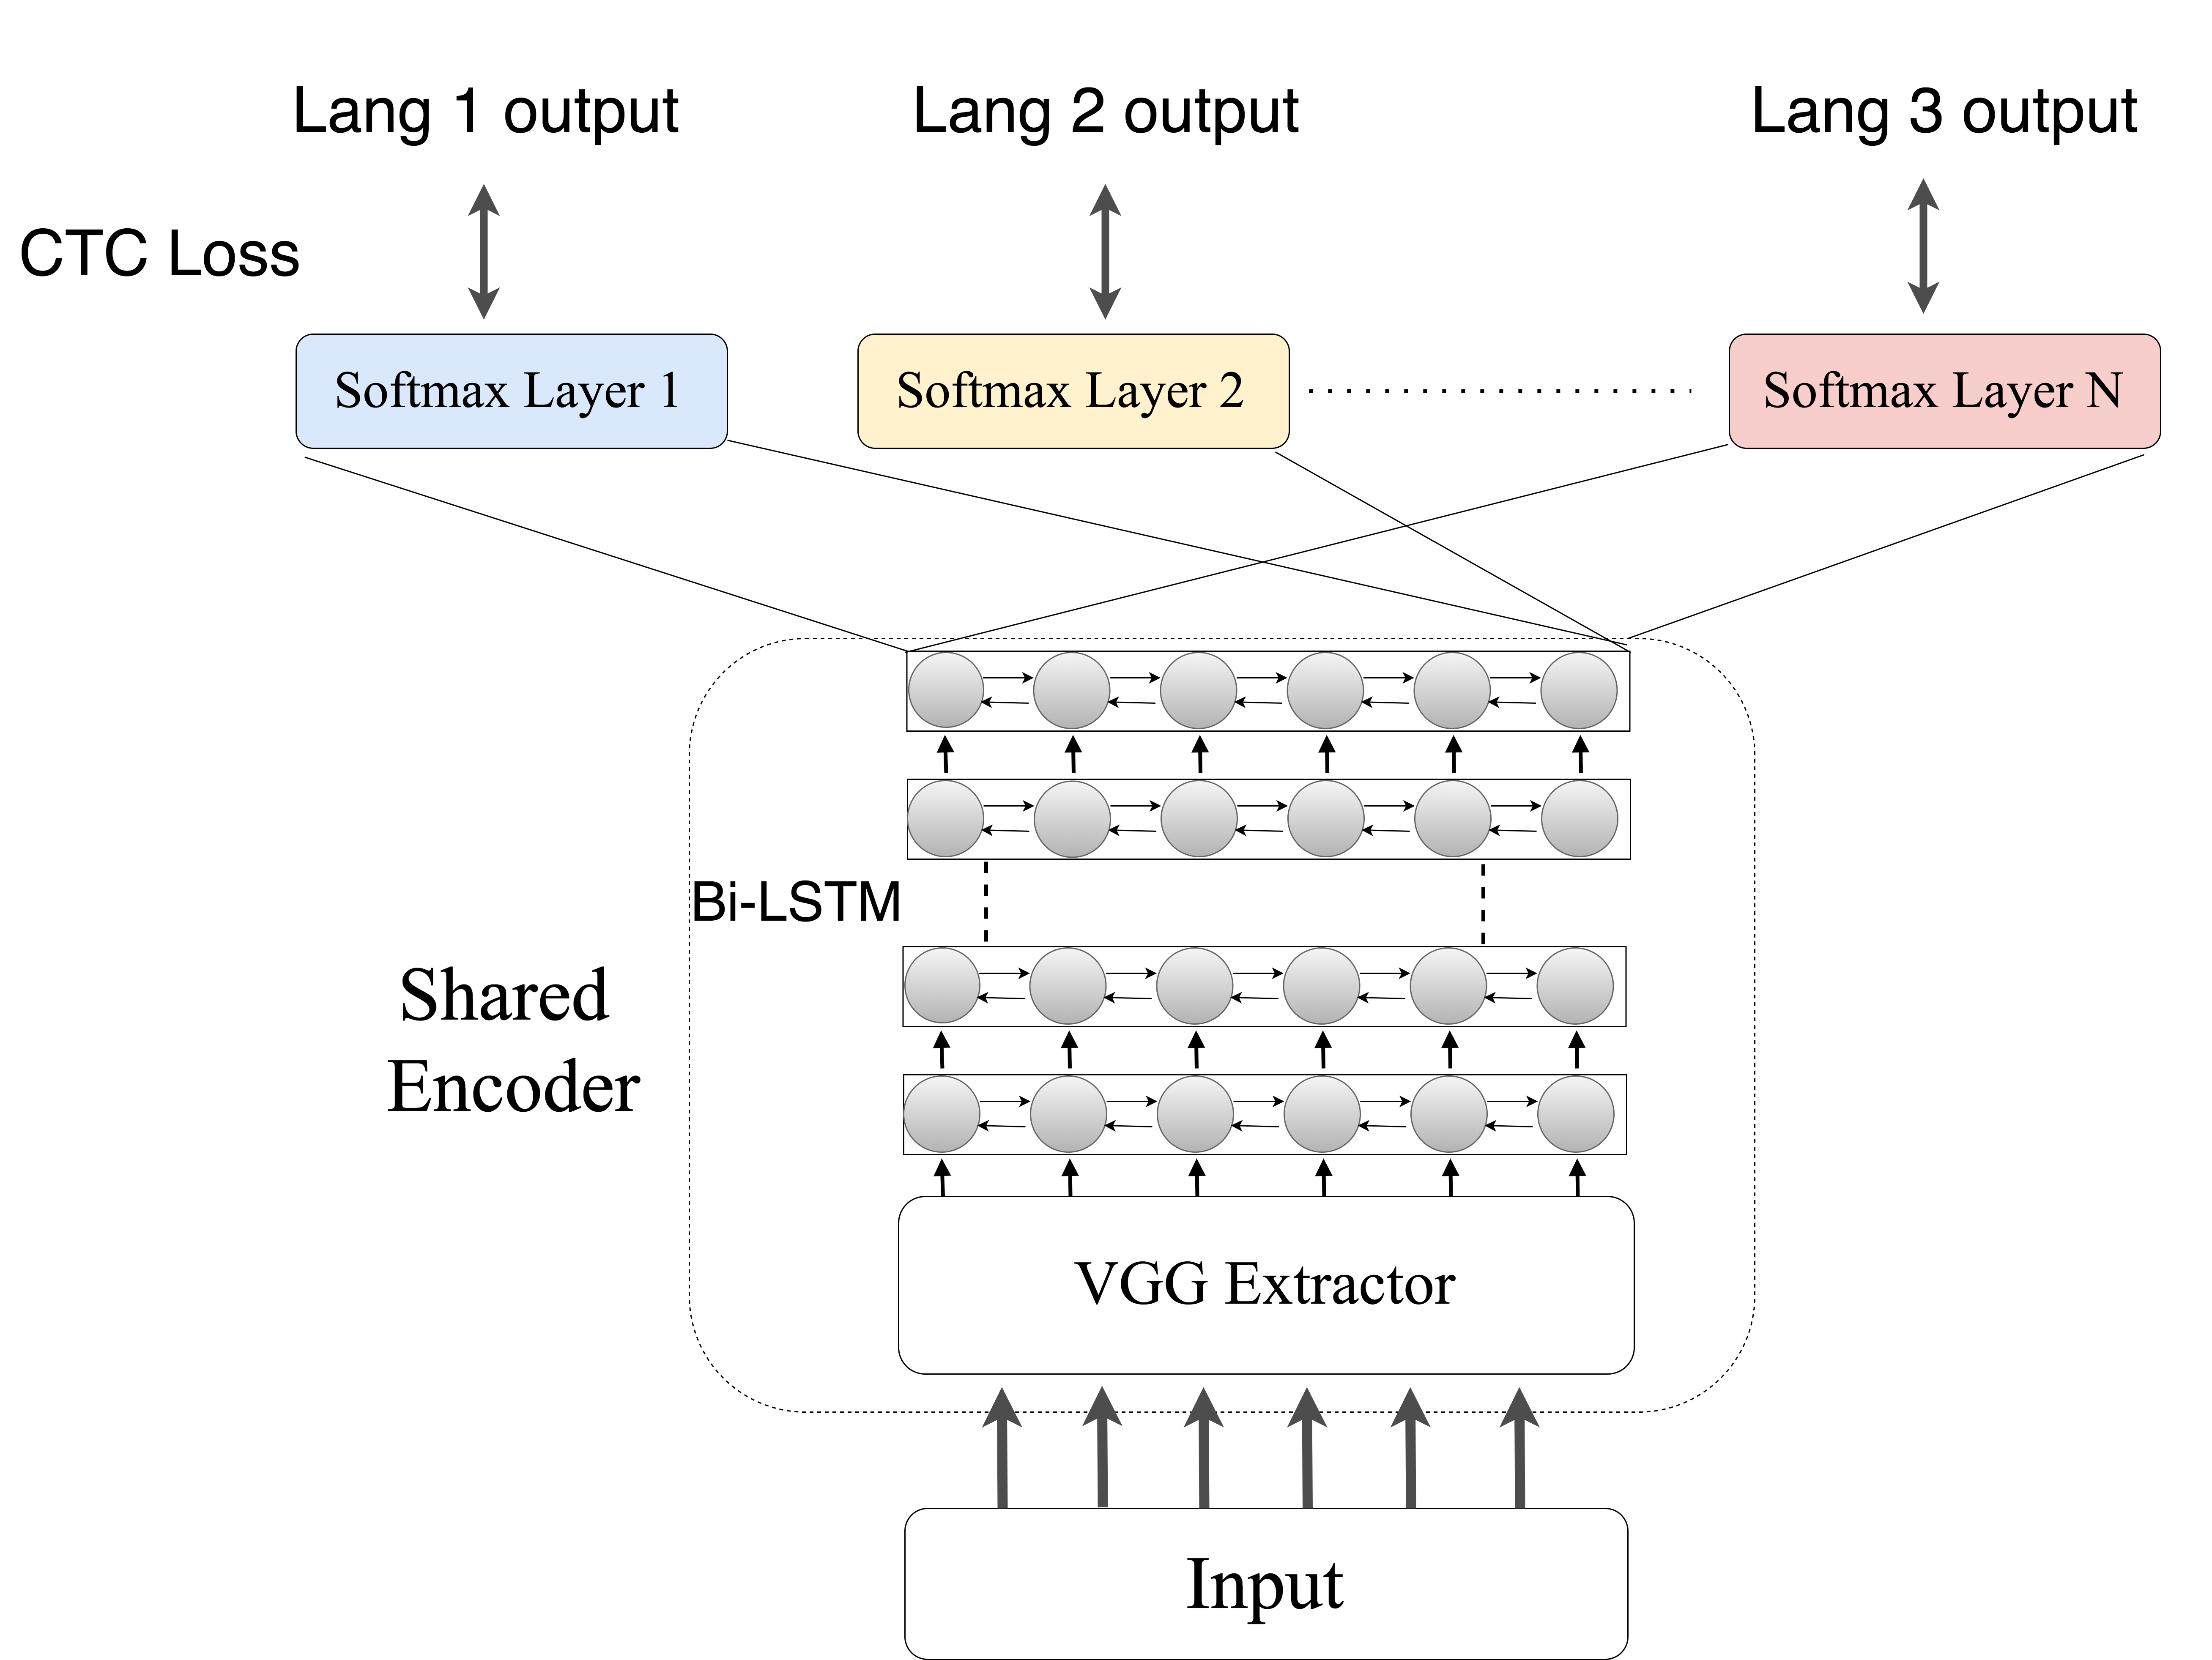 Lang 1 output
Lang 2 output
Lang 3 output
CTC Loss
Softmax Layer 1
Softmax Layer 2
Softmax Layer N
Bi-LSTM
Shared
Encoder
VGG Extractor
Input